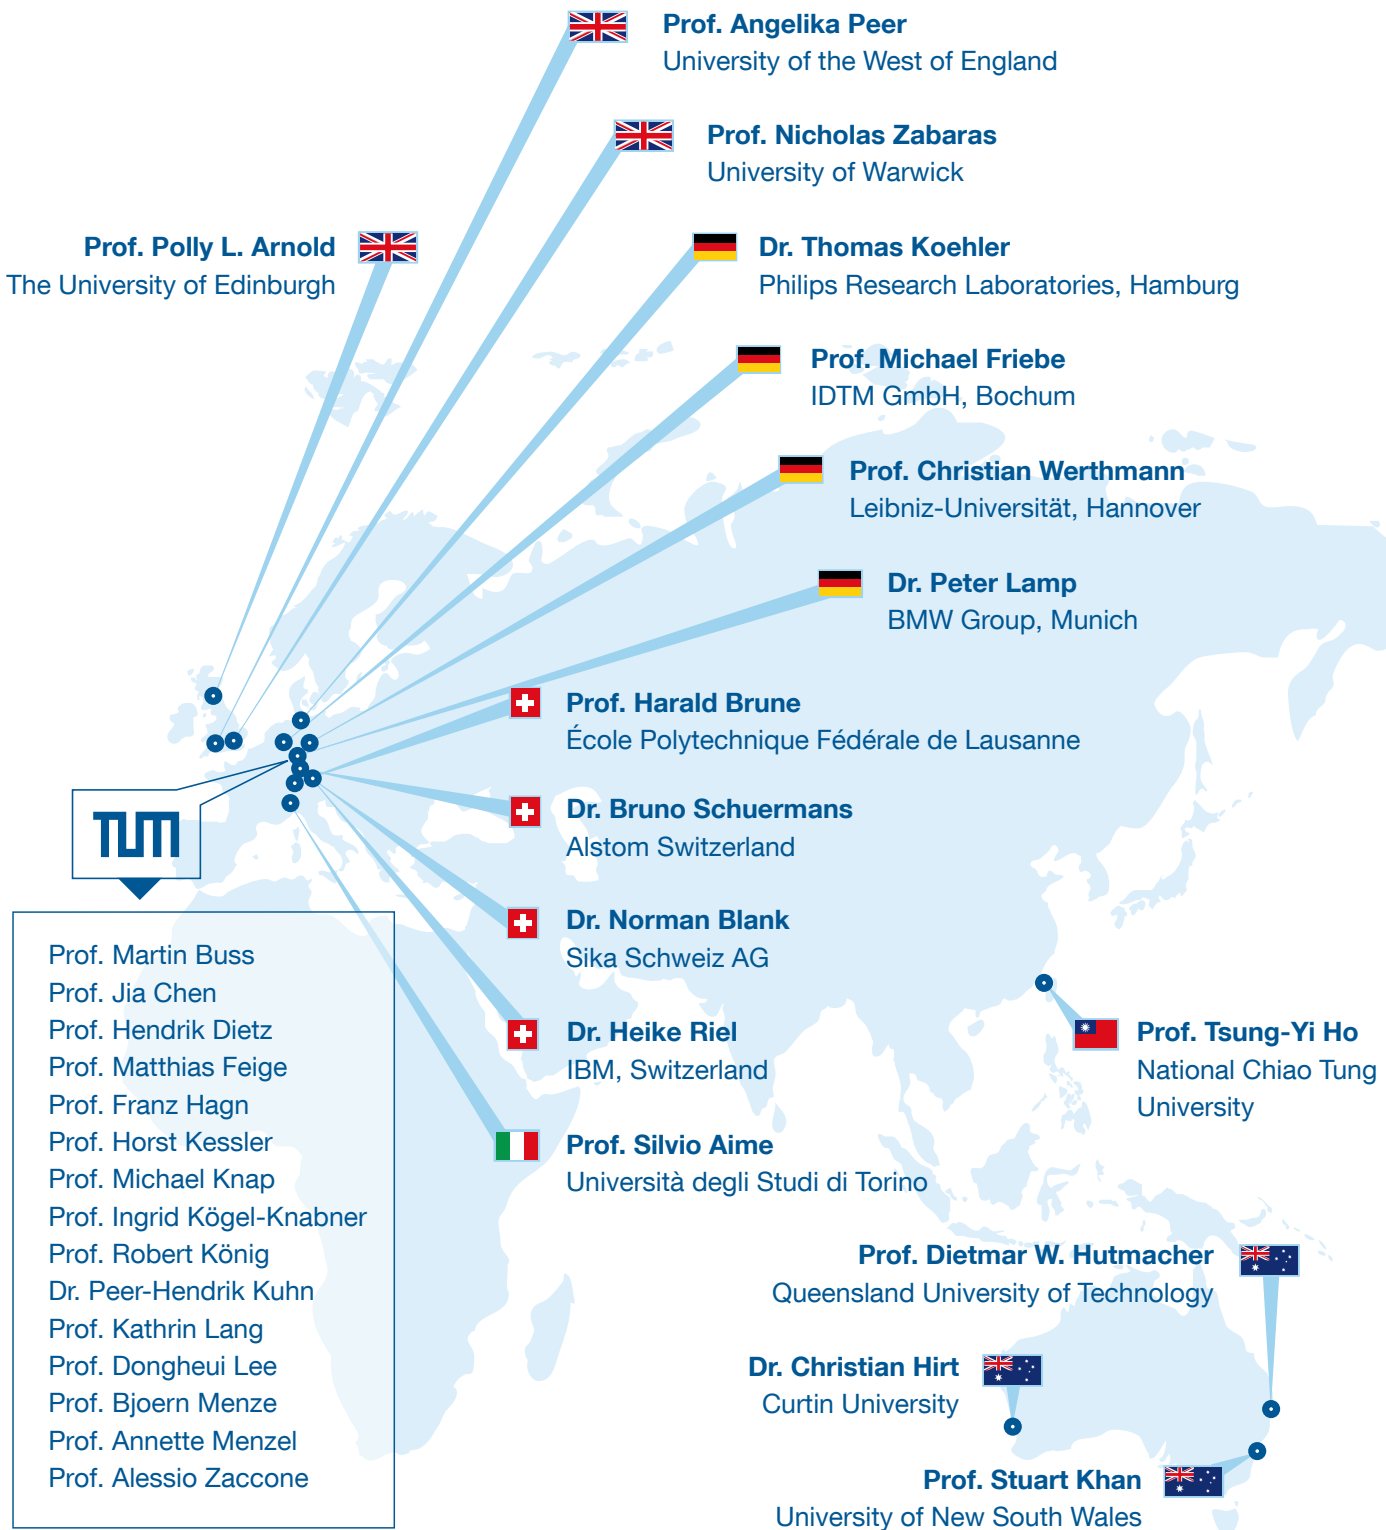 Prof. Angelika Peer
University of the West of England
Prof. Nicholas Zabaras
University of Warwick
Prof. Polly L. Arnold
The University of Edinburgh
Dr. Thomas Koehler
Philips Research Laboratories, Hamburg
Prof. Michael Friebe
IDTM GmbH, Bochum
Prof. Christian Werthmann
Leibniz-Universität, Hannover
Dr. Peter Lamp
BMW Group, Munich
Prof. Harald Brune
École Polytechnique Fédérale de Lausanne
Dr. Bruno Schuermans
Alstom Switzerland
Dr. Norman Blank
Sika Schweiz AG
Dr. Heike Riel
IBM, Switzerland
Prof. Silvio Aime
Università degli Studi di Torino
TUM
Prof. Martin Buss
Prof. Jia Chen
Prof. Hendrik Dietz
Prof. Matthias Feige
Prof. Franz Hagn
Prof. Horst Kessler
Prof. Michael Knap
Prof. Ingrid Kögel-Knabner
Prof. Robert König
Dr. Peer-Hendrik Kuhn
Prof. Kathrin Lang
Prof. Dongheui Lee
Prof. Bjoern Menze
Prof. Annette Menzel
Prof. Alessio Zaccone
Prof. Tsung-Yi Ho
National Chiao Tung
University
Prof. Dietmar W. Hutmacher
Queensland University of Technology
Dr. Christian Hirt
Curtin University
Prof. Stuart Khan
University of New South Wales